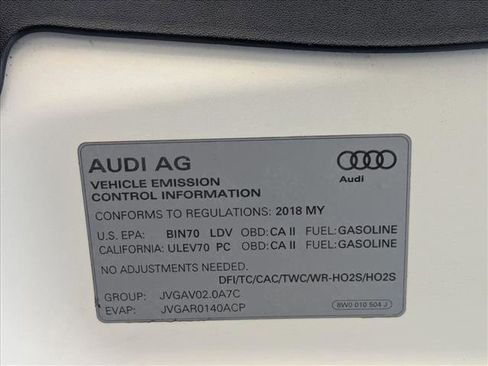 AUDI AG
Audi
VEHICLE EMISSION
CONTROL INFORMATION
CONFORMS TO REGULATIONS: 2018 MY
U.S. EPA: BIN70 LDV OBD: CA II FUEL: GASOLINE
CALIFORNIA: ULEV70 PC OBD: CA II FUEL: GASOLINE
NO ADJUSTMENTS NEEDED.
DFI/TC/CAC/TWC/WR-HO2S/HO2S
GROUP: JVGAV02.0A7C
EVAP: JVGAR0140ACP
8W0 010 504 J